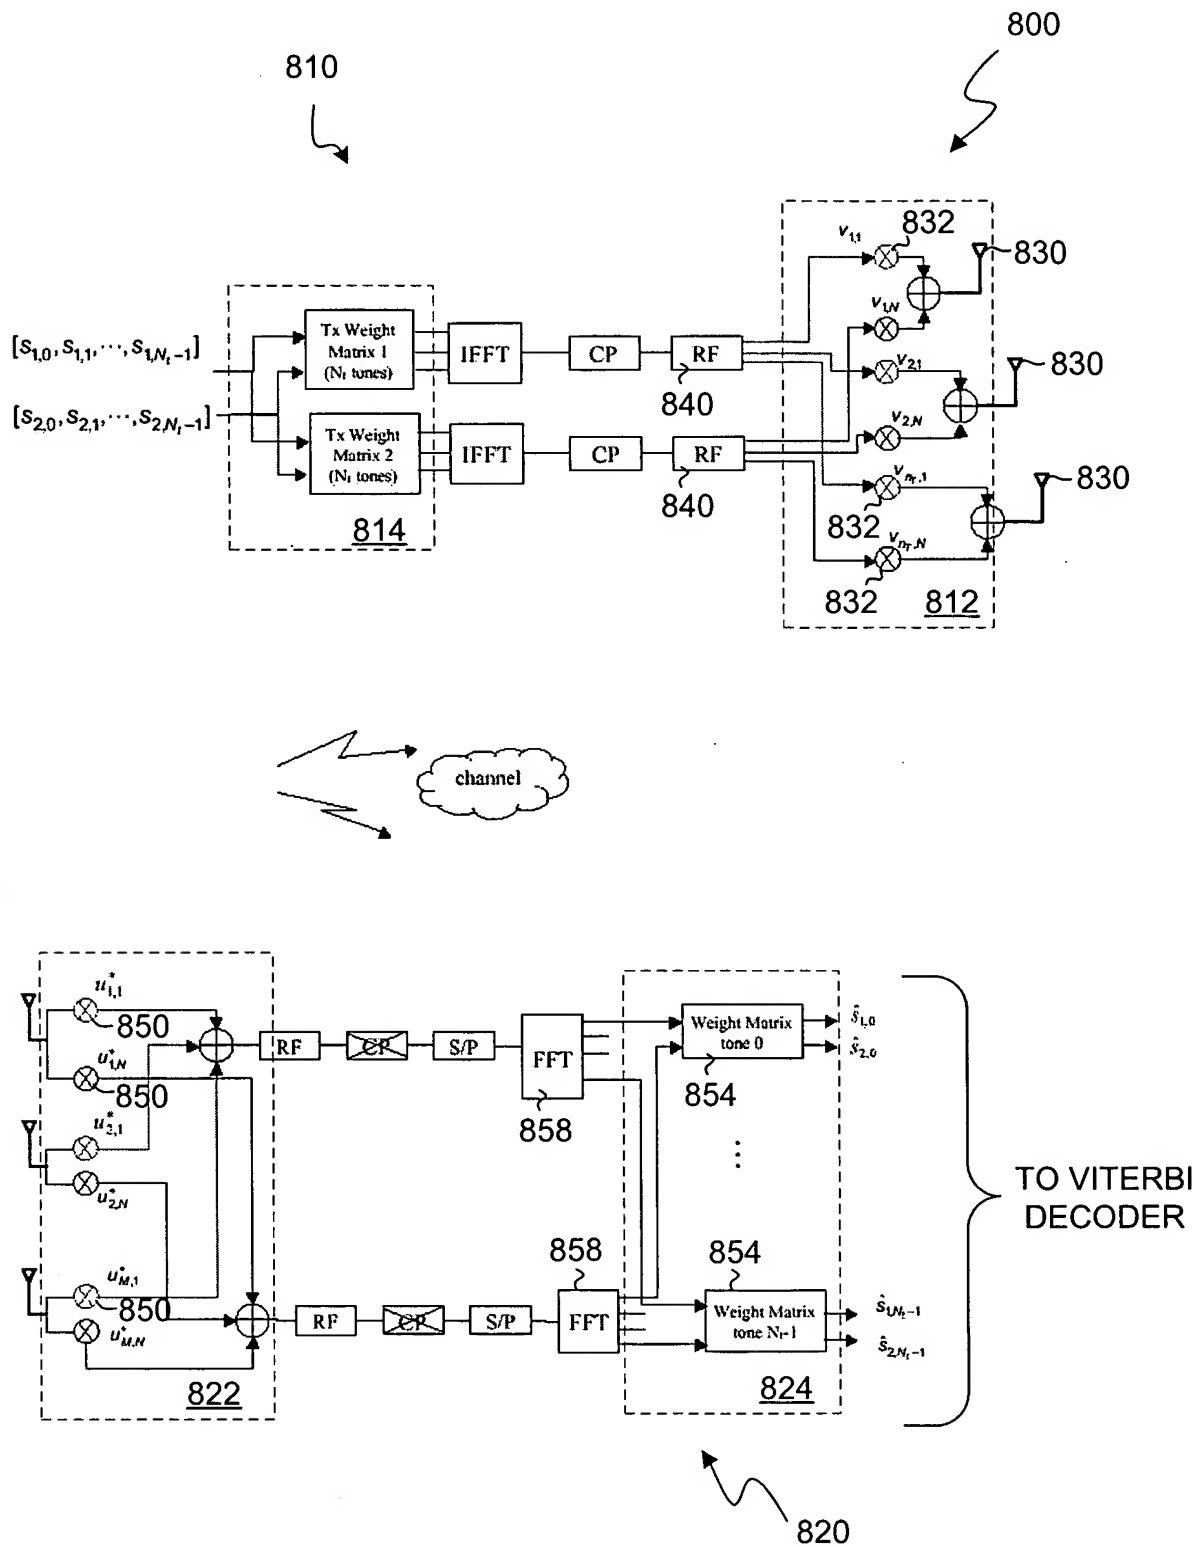 800
810
v1,1
832
830
[S1,0, S1,1, ⋯, S1,Nt−1]
[S2,0, S2,1, ⋯, S2,Nt−1]
Tx Weight
Matrix 1
(Nt tones)
IFFT
CP
RF
840
v1,N
v2,1
830
v2,N
Tx Weight
Matrix 2
(Nt tones)
IFFT
CP
RF
840
vnT,1
832
830
vnT,N
832
814
812
channel
u*1,1
850
u*1,N
850
u*2,1
u*2,N
u*M,1
850
u*M,N
822
RF
CP
S/P
FFT
858
Weight Matrix
tone 0
854
ŝ1,0
ŝ2,0
⋮
TO VITERBI
DECODER
RF
CP
S/P
FFT
858
854
Weight Matrix
tone Nt-1
ŝ1,Nt−1
ŝ2,Nt−1
824
820